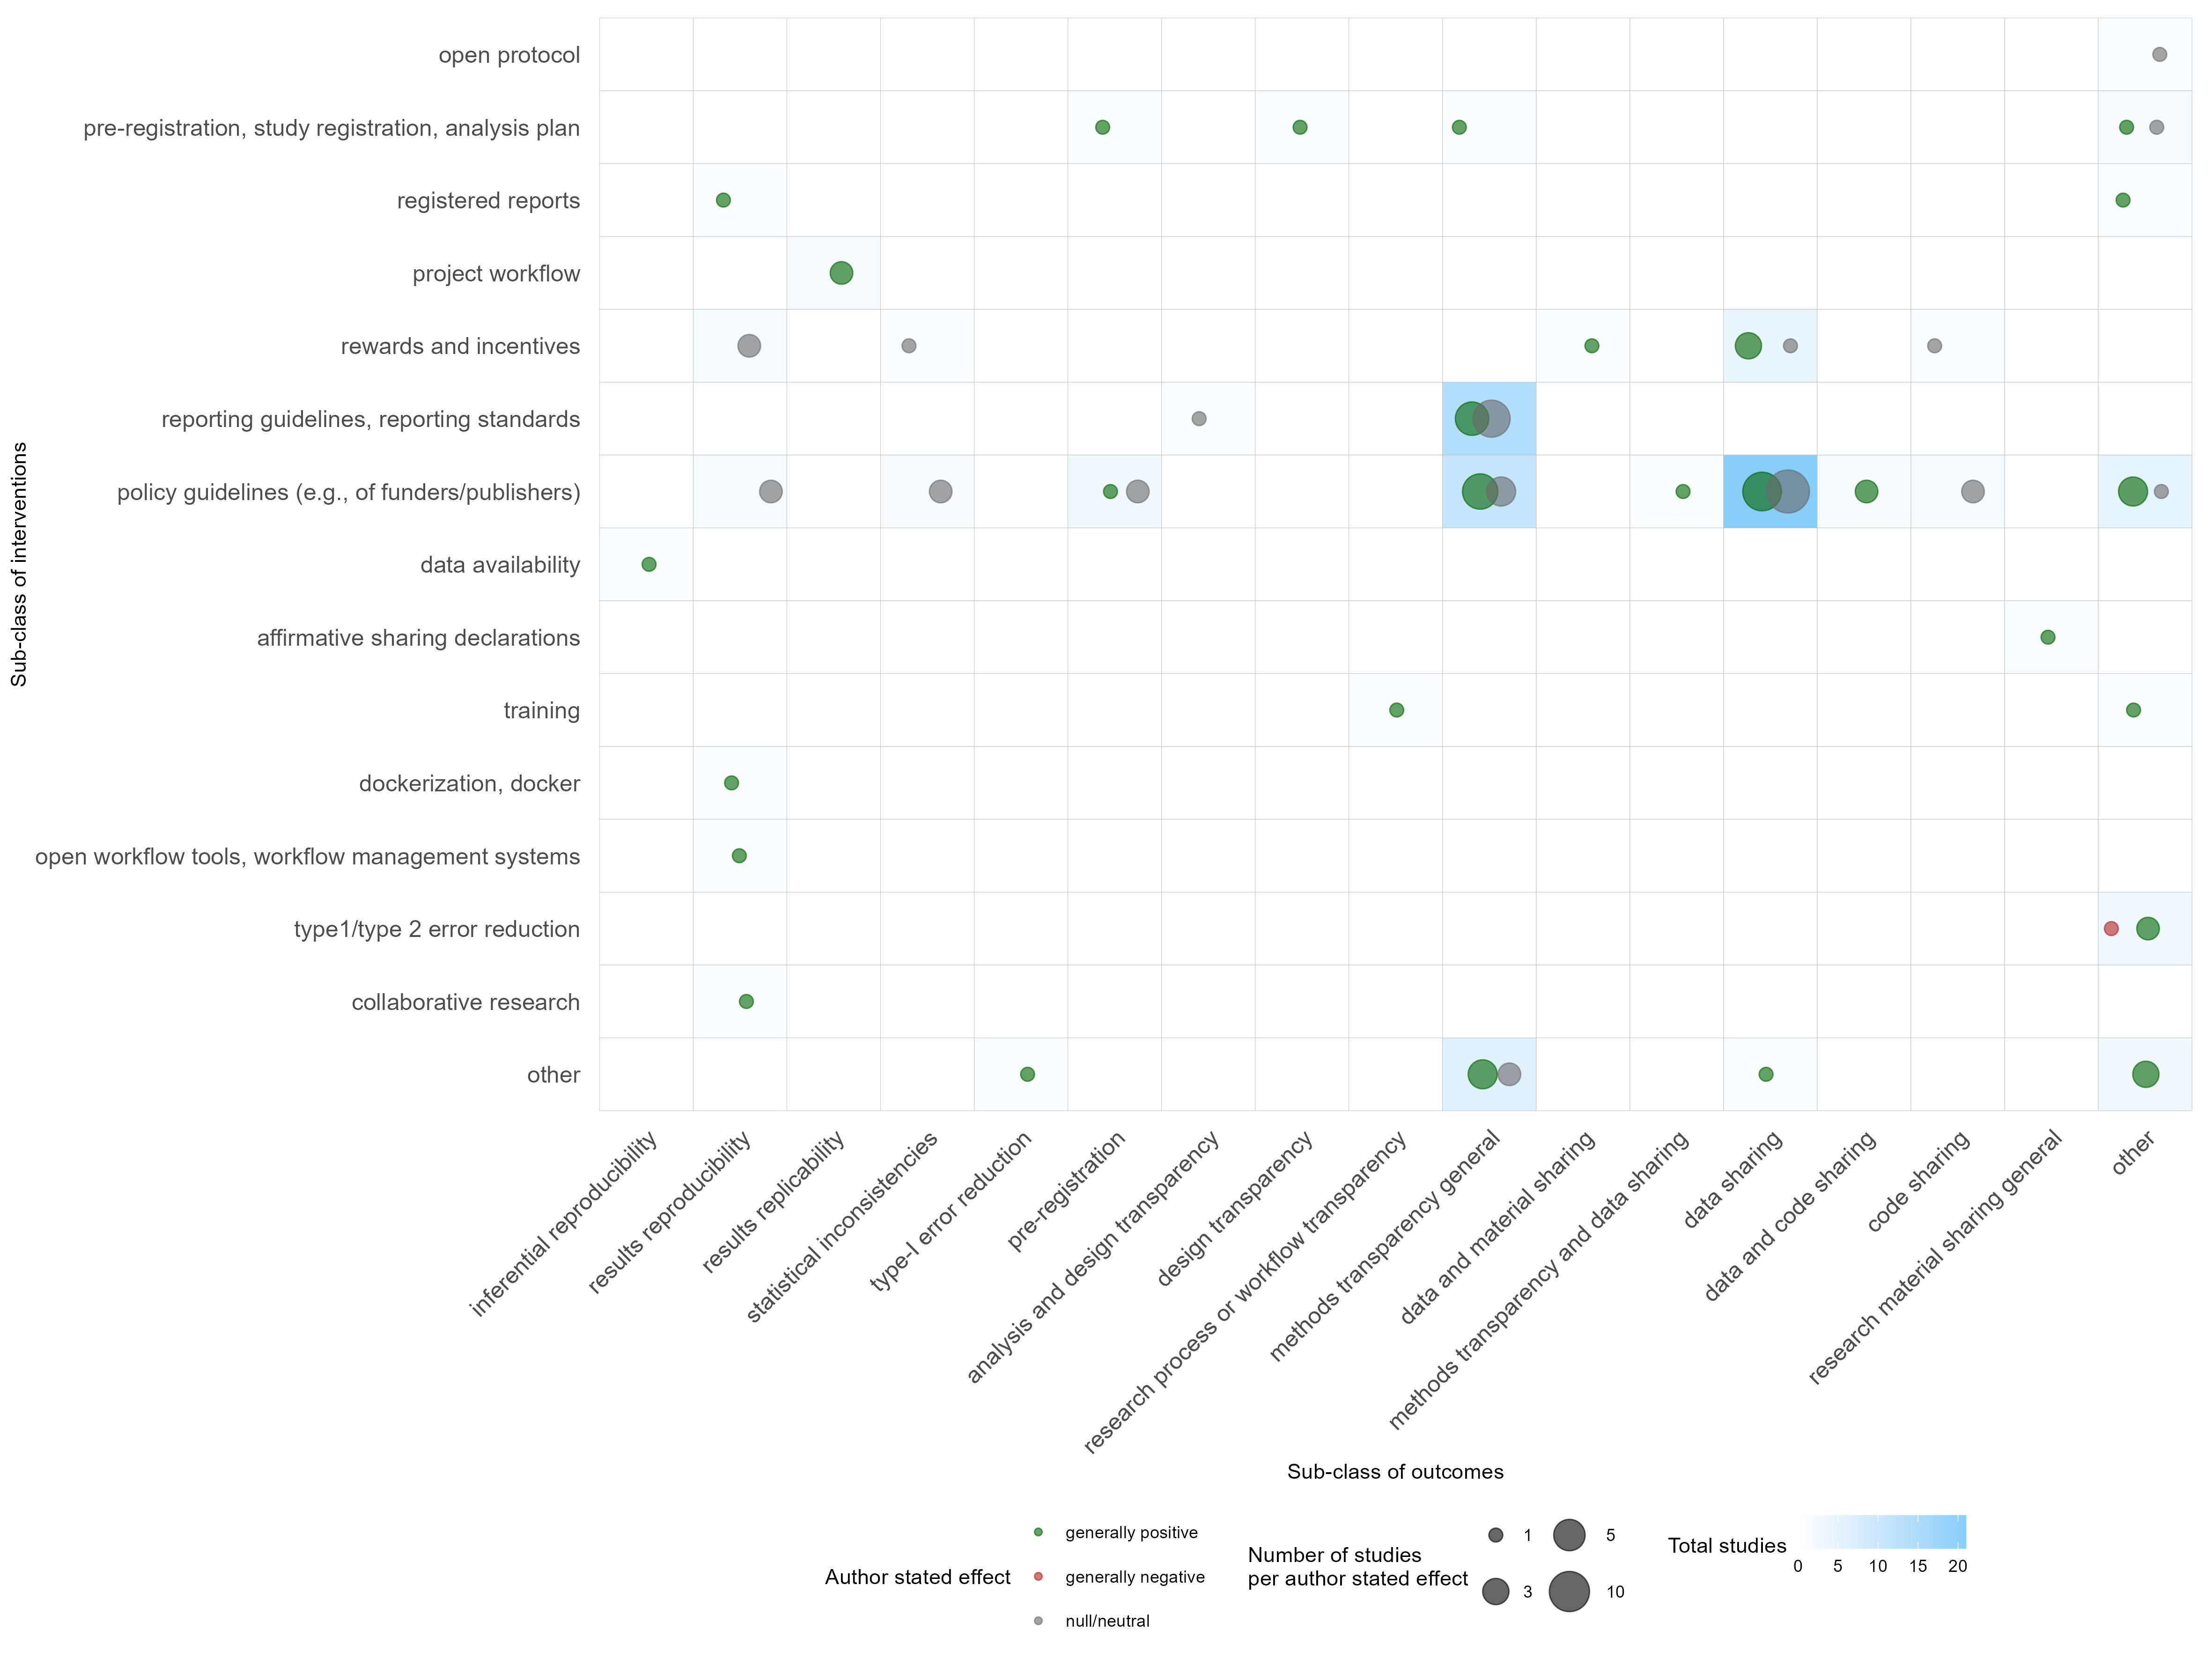 open protocol
pre-registration, study registration, analysis plan
registered reports
project workflow
rewards and incentives
reporting guidelines, reporting standards
policy guidelines (e.g., of funders/publishers)
data availability
affirmative sharing declarations
training
dockerization, docker
open workflow tools, workflow management systems
type1/type 2 error reduction
collaborative research
other
Sub-class of interventions
inferential reproducibility
results reproducibility
results replicability
statistical inconsistencies
type-I error reduction
pre-registration
analysis and design transparency
design transparency
research process or workflow transparency
methods transparency general
data and material sharing
methods transparency and data sharing
data sharing
data and code sharing
code sharing
research material sharing general
other
Sub-class of outcomes
Author stated effect
generally positive
generally negative
null/neutral
Number of studies
per author stated effect
1
3
5
10
Total studies
0 5 10 15 20